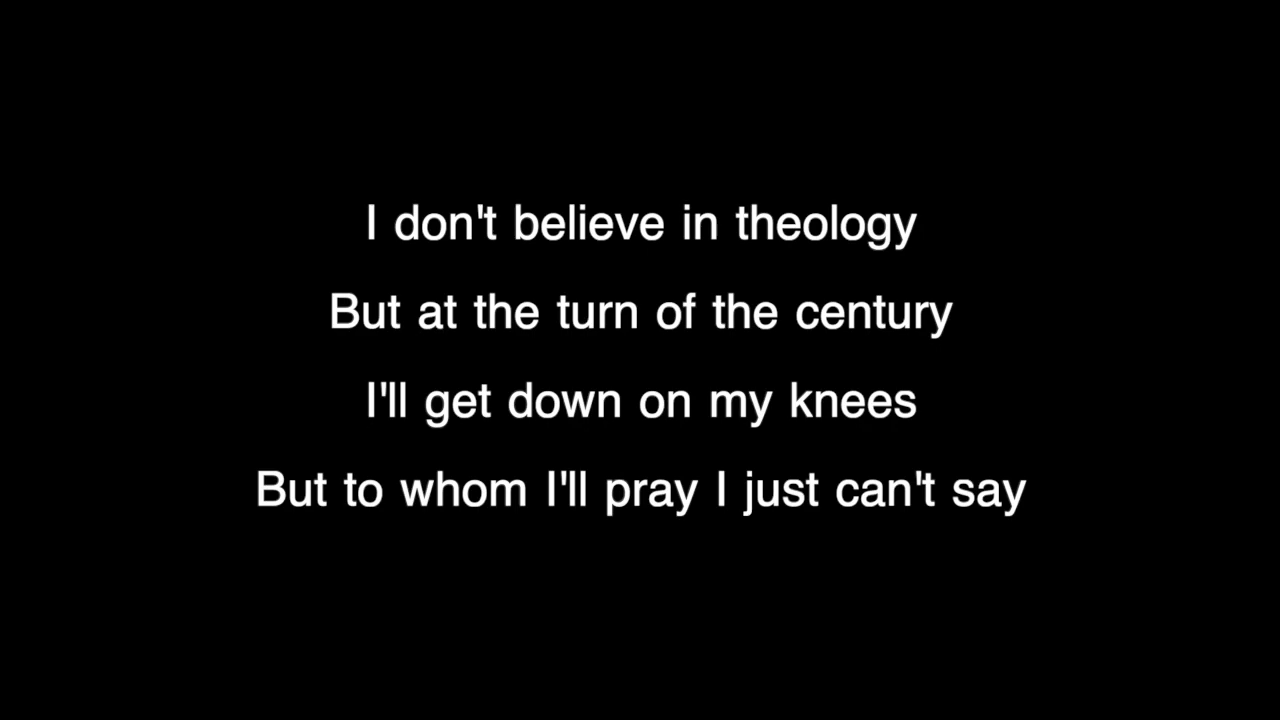 I don't believe in theology
But at the turn of the century
I'll get down on my knees
But to whom I'll pray I just can't say